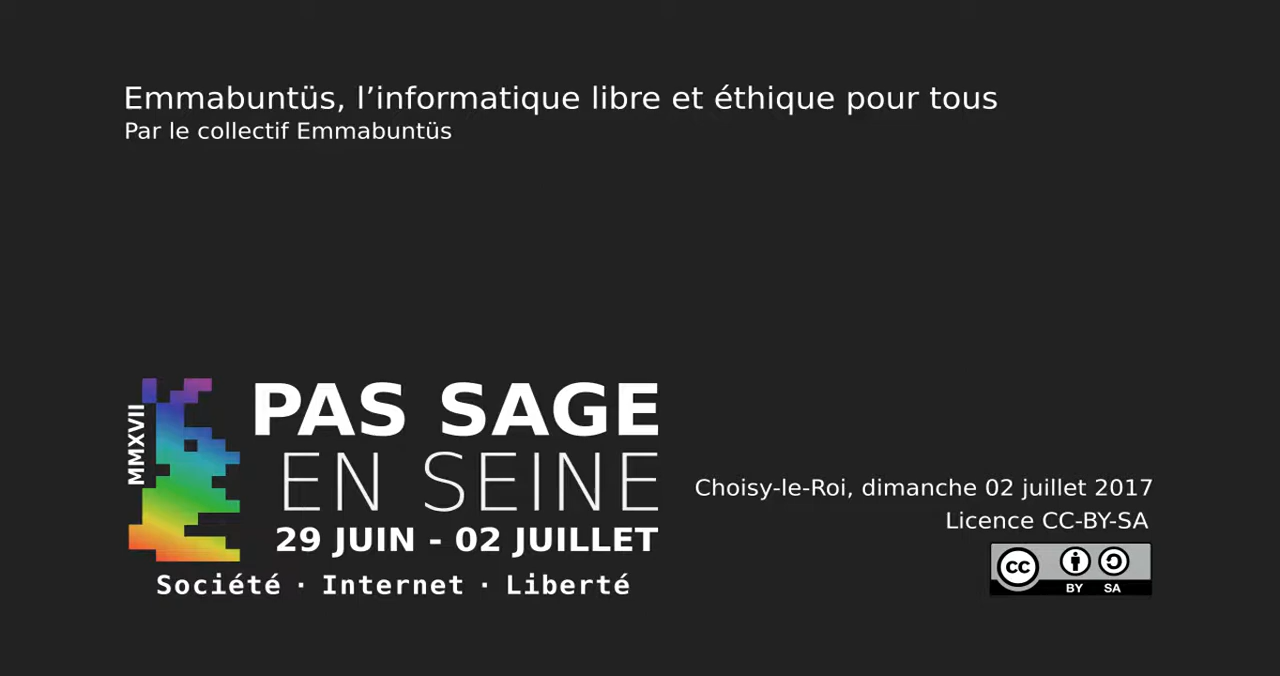 Emmabuntüs, l’informatique libre et éthique pour tous
Par le collectif Emmabuntüs
MMXVII
PAS SAGE
EN SEINE
29 JUIN - 02 JUILLET
Société · Internet · Liberté
Choisy-le-Roi, dimanche 02 juillet 2017
Licence CC-BY-SA
cc
BY SA